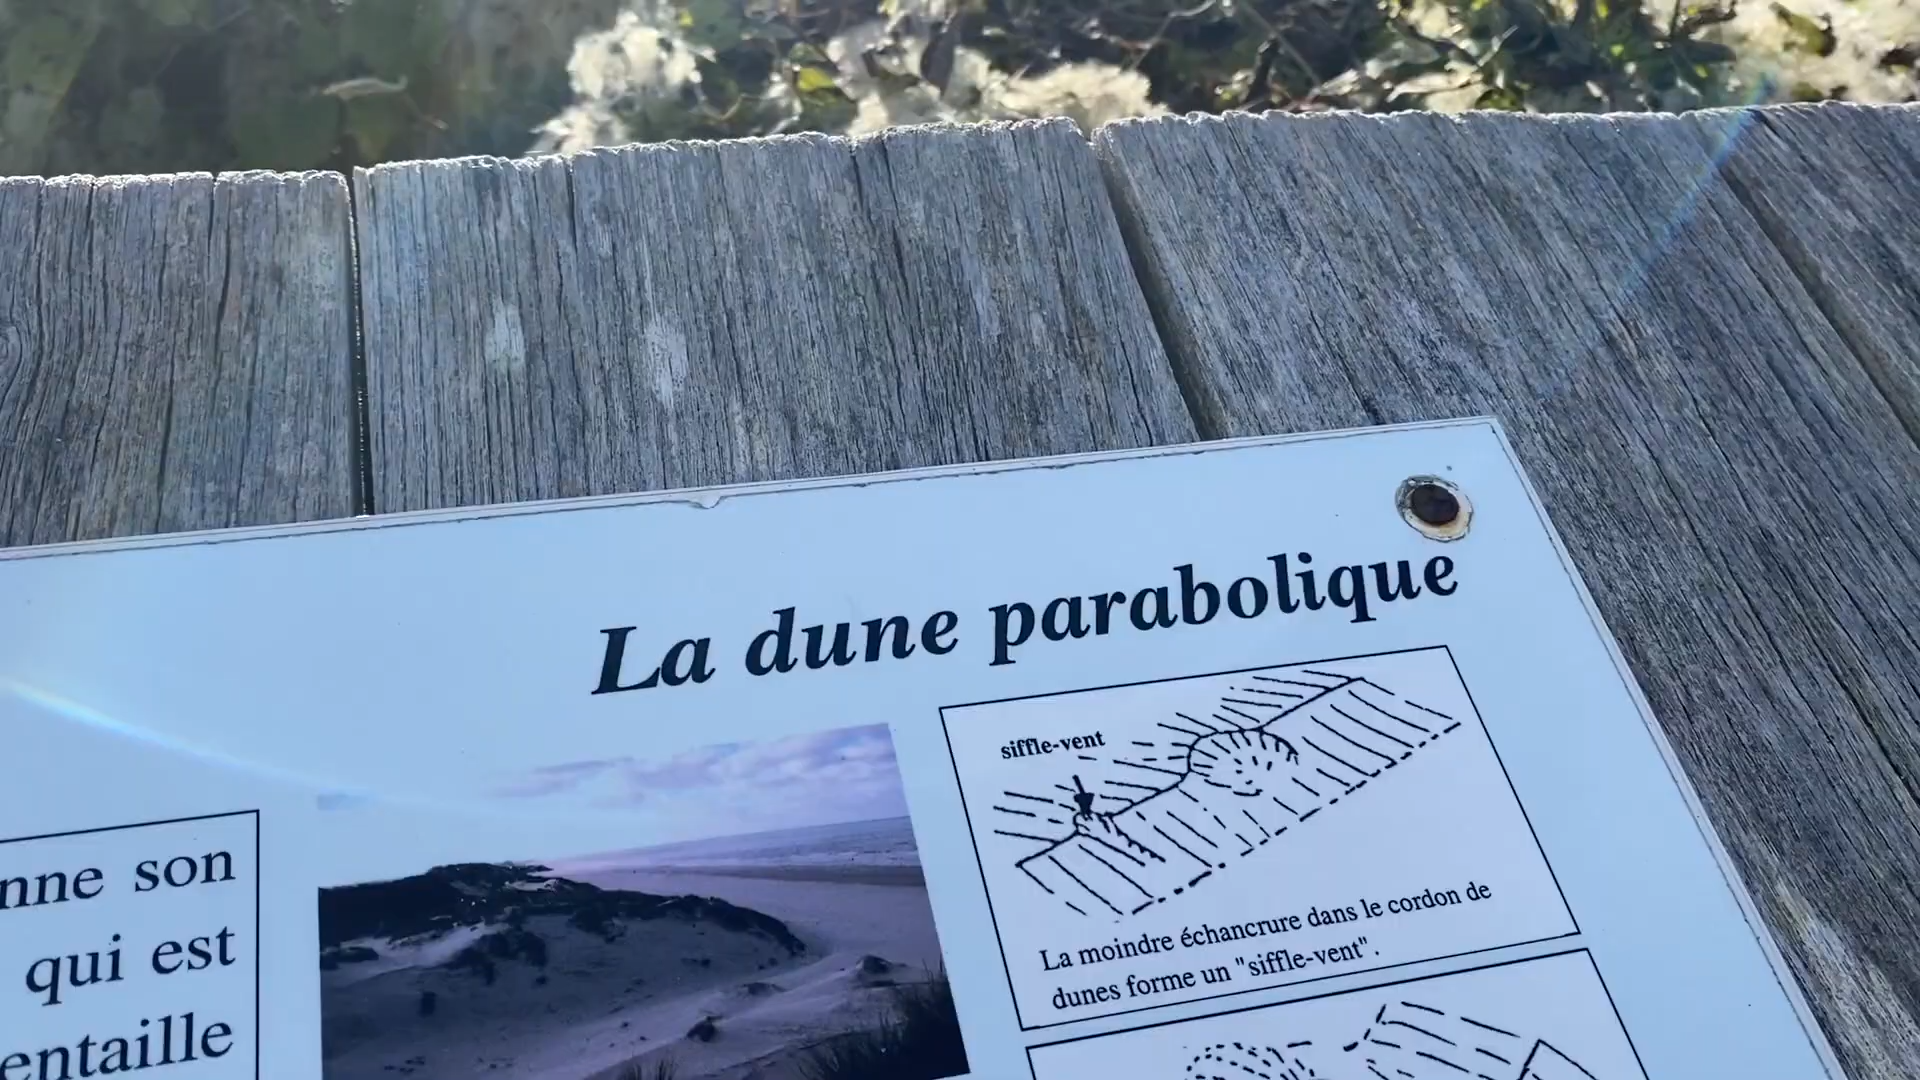 La dune parabolique
siffle-vent
La moindre échancrure dans le cordon de
dunes forme un "siffle-vent".
son
qui est
entaille